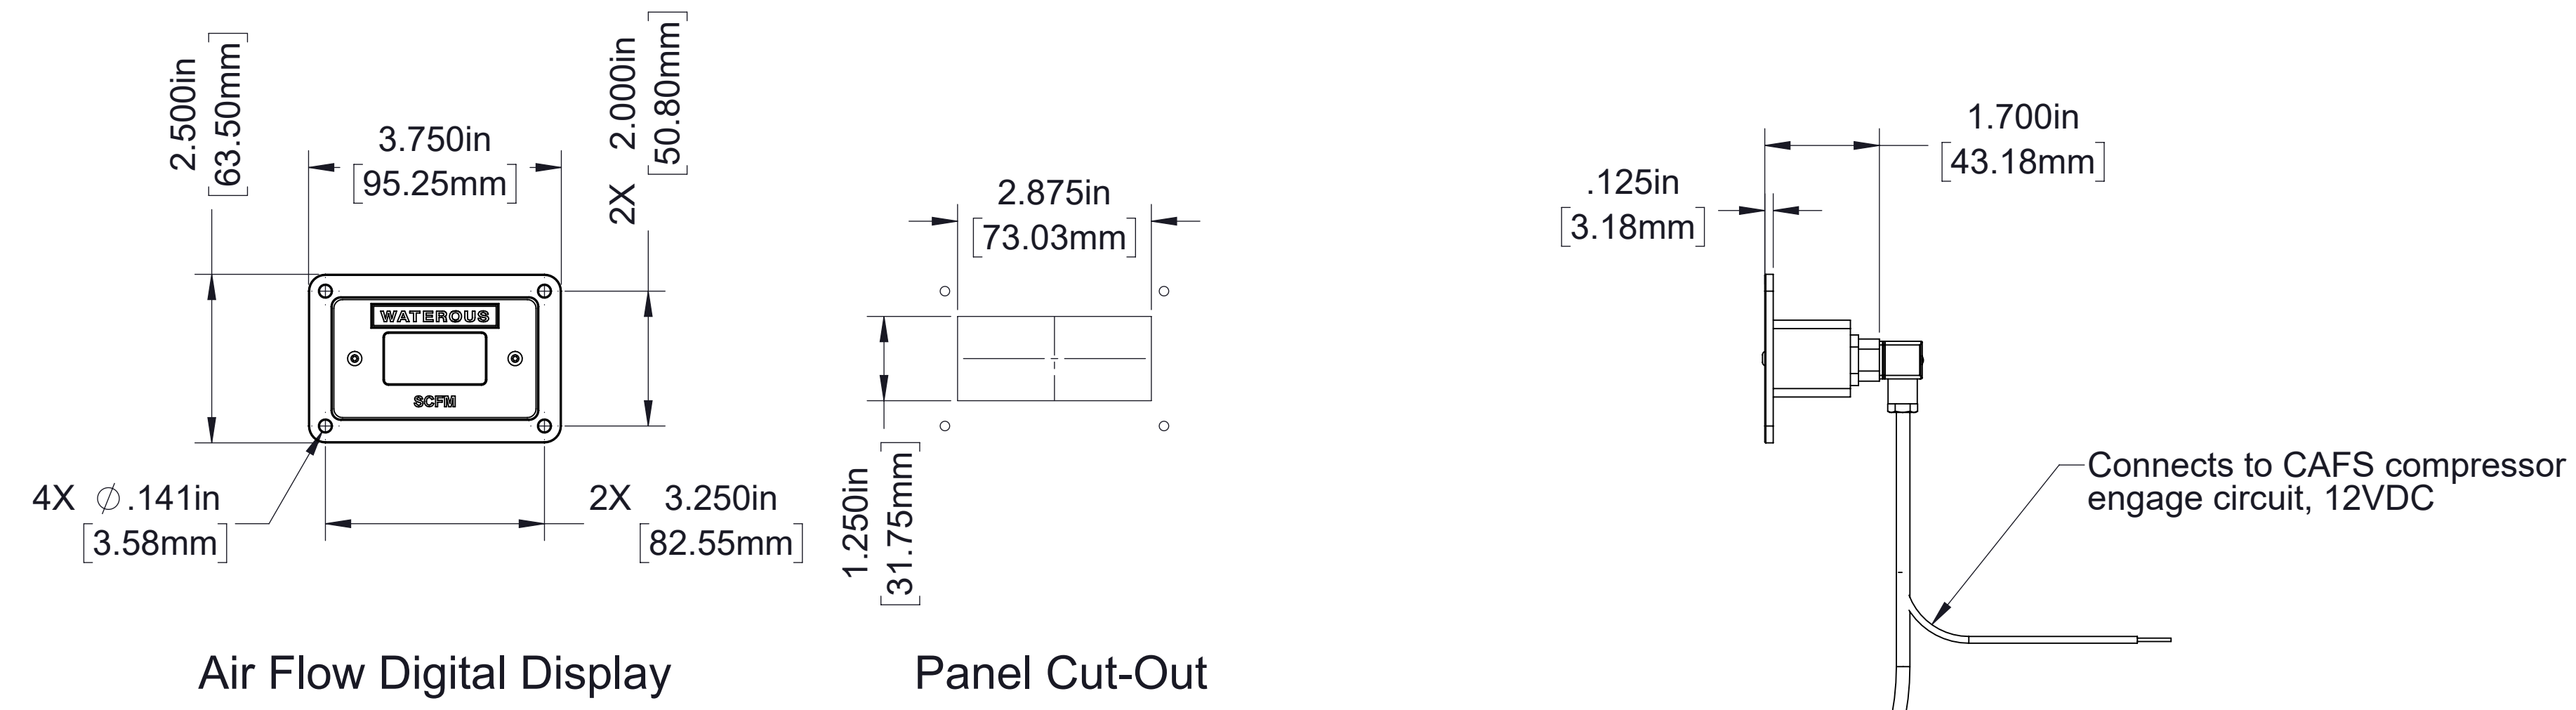 2.500in
[63.50mm]
3.750in
[95.25mm]
2X 2.000in
[50.80mm]
WATEROUS
SCFM
4X ⌀.141in
[3.58mm]
2X 3.250in
[82.55mm]
Air Flow Digital Display
2.875in
[73.03mm]
1.250in
[31.75mm]
Panel Cut-Out
.125in
[3.18mm]
1.700in
[43.18mm]
Connects to CAFS compressor
engage circuit, 12VDC